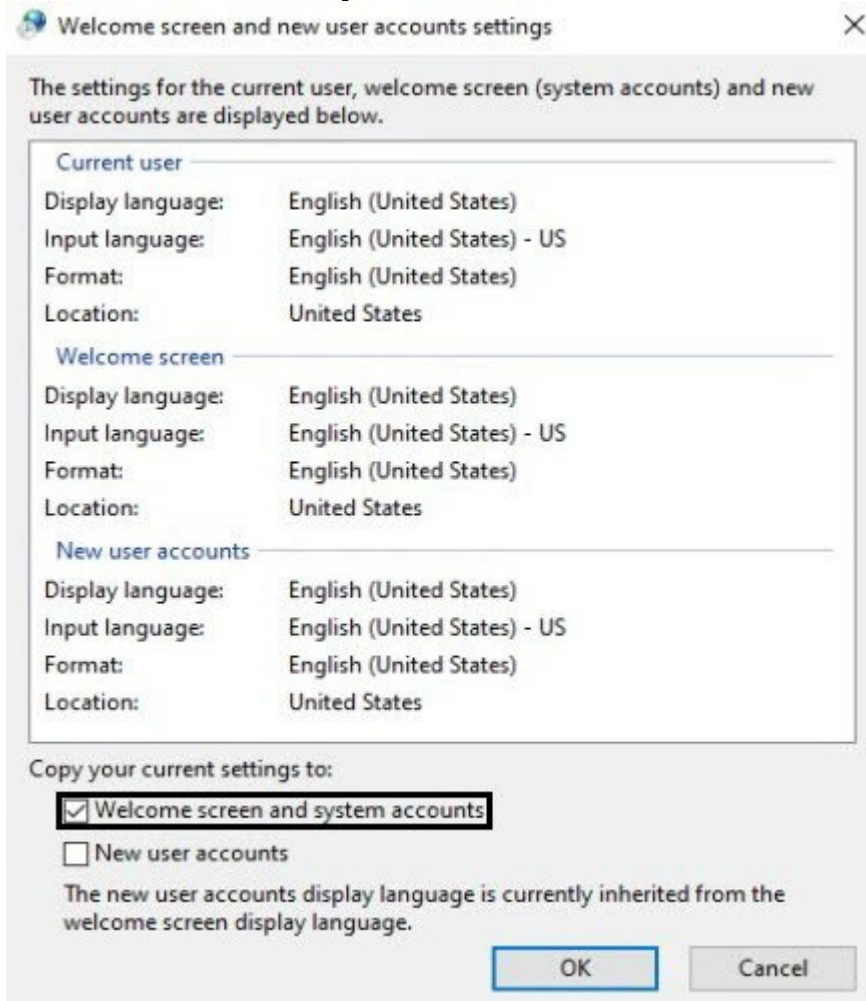 Welcome screen and new user accounts settings
The settings for the current user, welcome screen (system accounts) and new
user accounts are displayed below.
Current user
Display language: English (United States)
Input language: English (United States) - US
Format: English (United States)
Location: United States
Welcome screen
Display language: English (United States)
Input language: English (United States) - US
Format: English (United States)
Location: United States
New user accounts
Display language: English (United States)
Input language: English (United States) - US
Format: English (United States)
Location: United States
Copy your current settings to:
Welcome screen and system accounts
New user accounts
The new user accounts display language is currently inherited from the
welcome screen display language.
OK Cancel